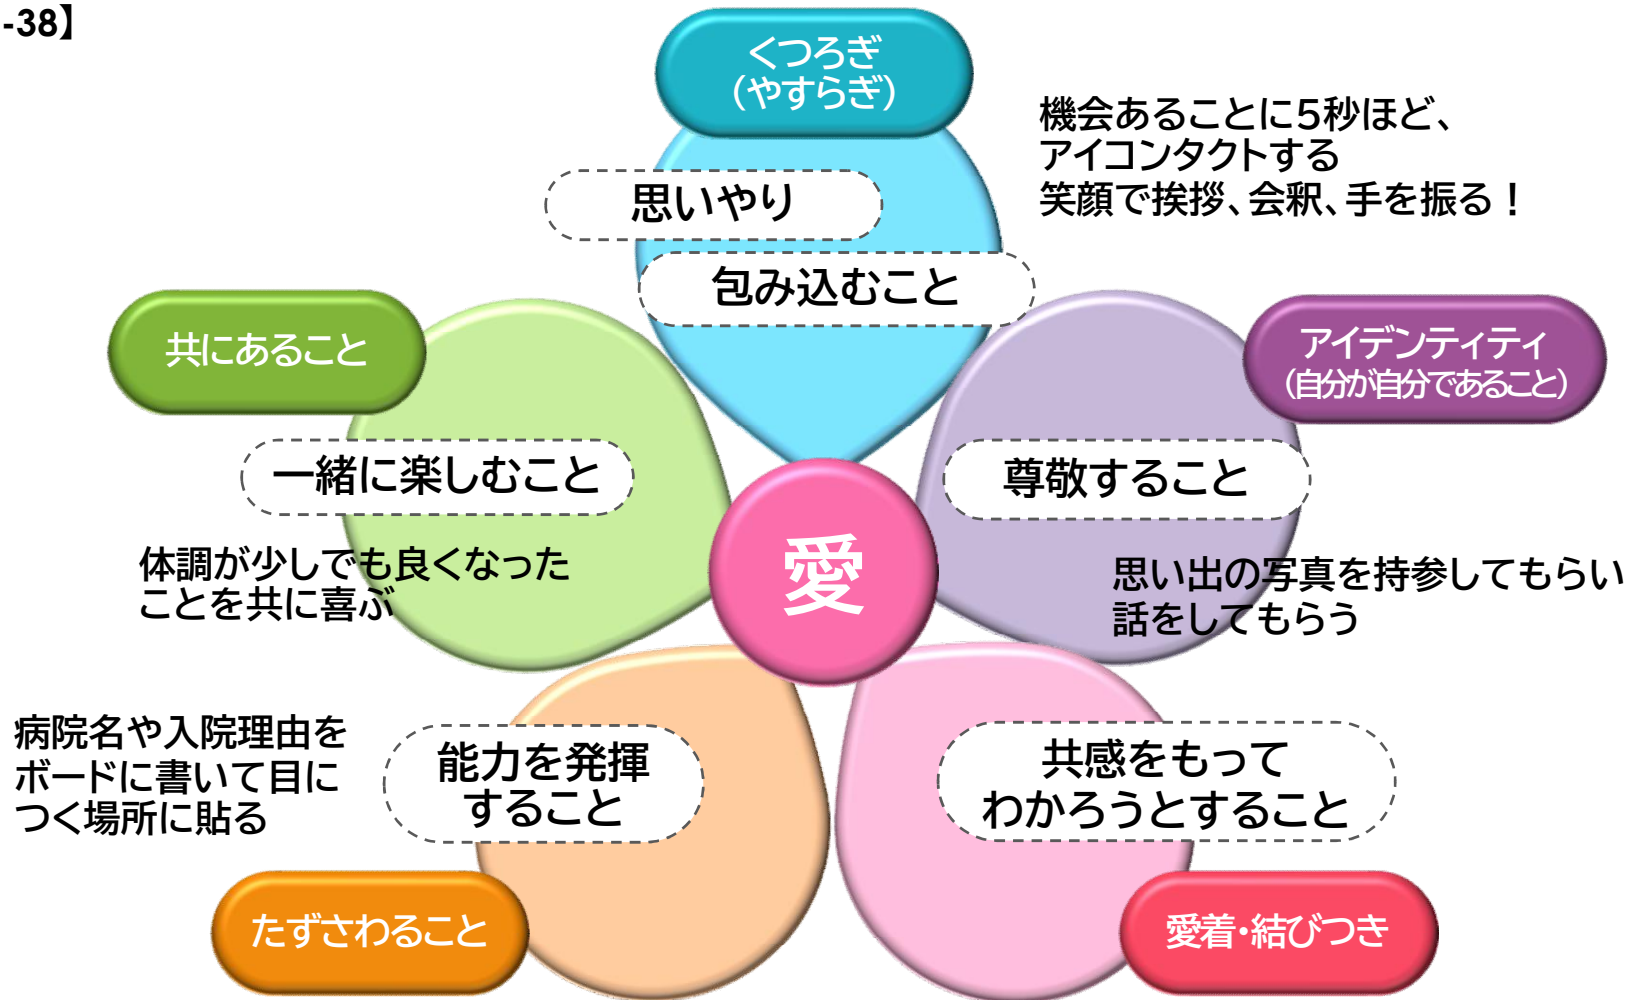 -38】
くつろぎ
（やすらぎ）
機会あることに5秒ほど、
アイコンタクトする
笑顔で挨拶、会釈、手を振る！
思いやり
包み込むこと
共にあること
アイデンティティ
（自分が自分であること）
一緒に楽しむこと
尊敬すること
愛
体調が少しでも良くなった
ことを共に喜ぶ
思い出の写真を持参してもらい
話をしてもらう
病院名や入院理由を
ボードに書いて目に
つく場所に貼る
能力を発揮
すること
共感をもって
わかろうとすること
たずさわること
愛着・結びつき